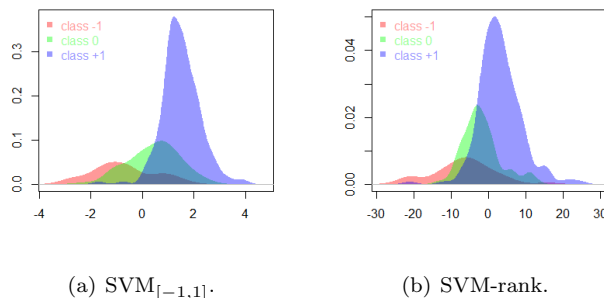 class -1
class 0
class +1
0.3
0.2
0.1
0.0
-4
-2
0
2
4
(a) SVM[−1,1].
class -1
class 0
class +1
0.04
0.02
0.00
-30
-20
-10
0
10
20
30
(b) SVM-rank.